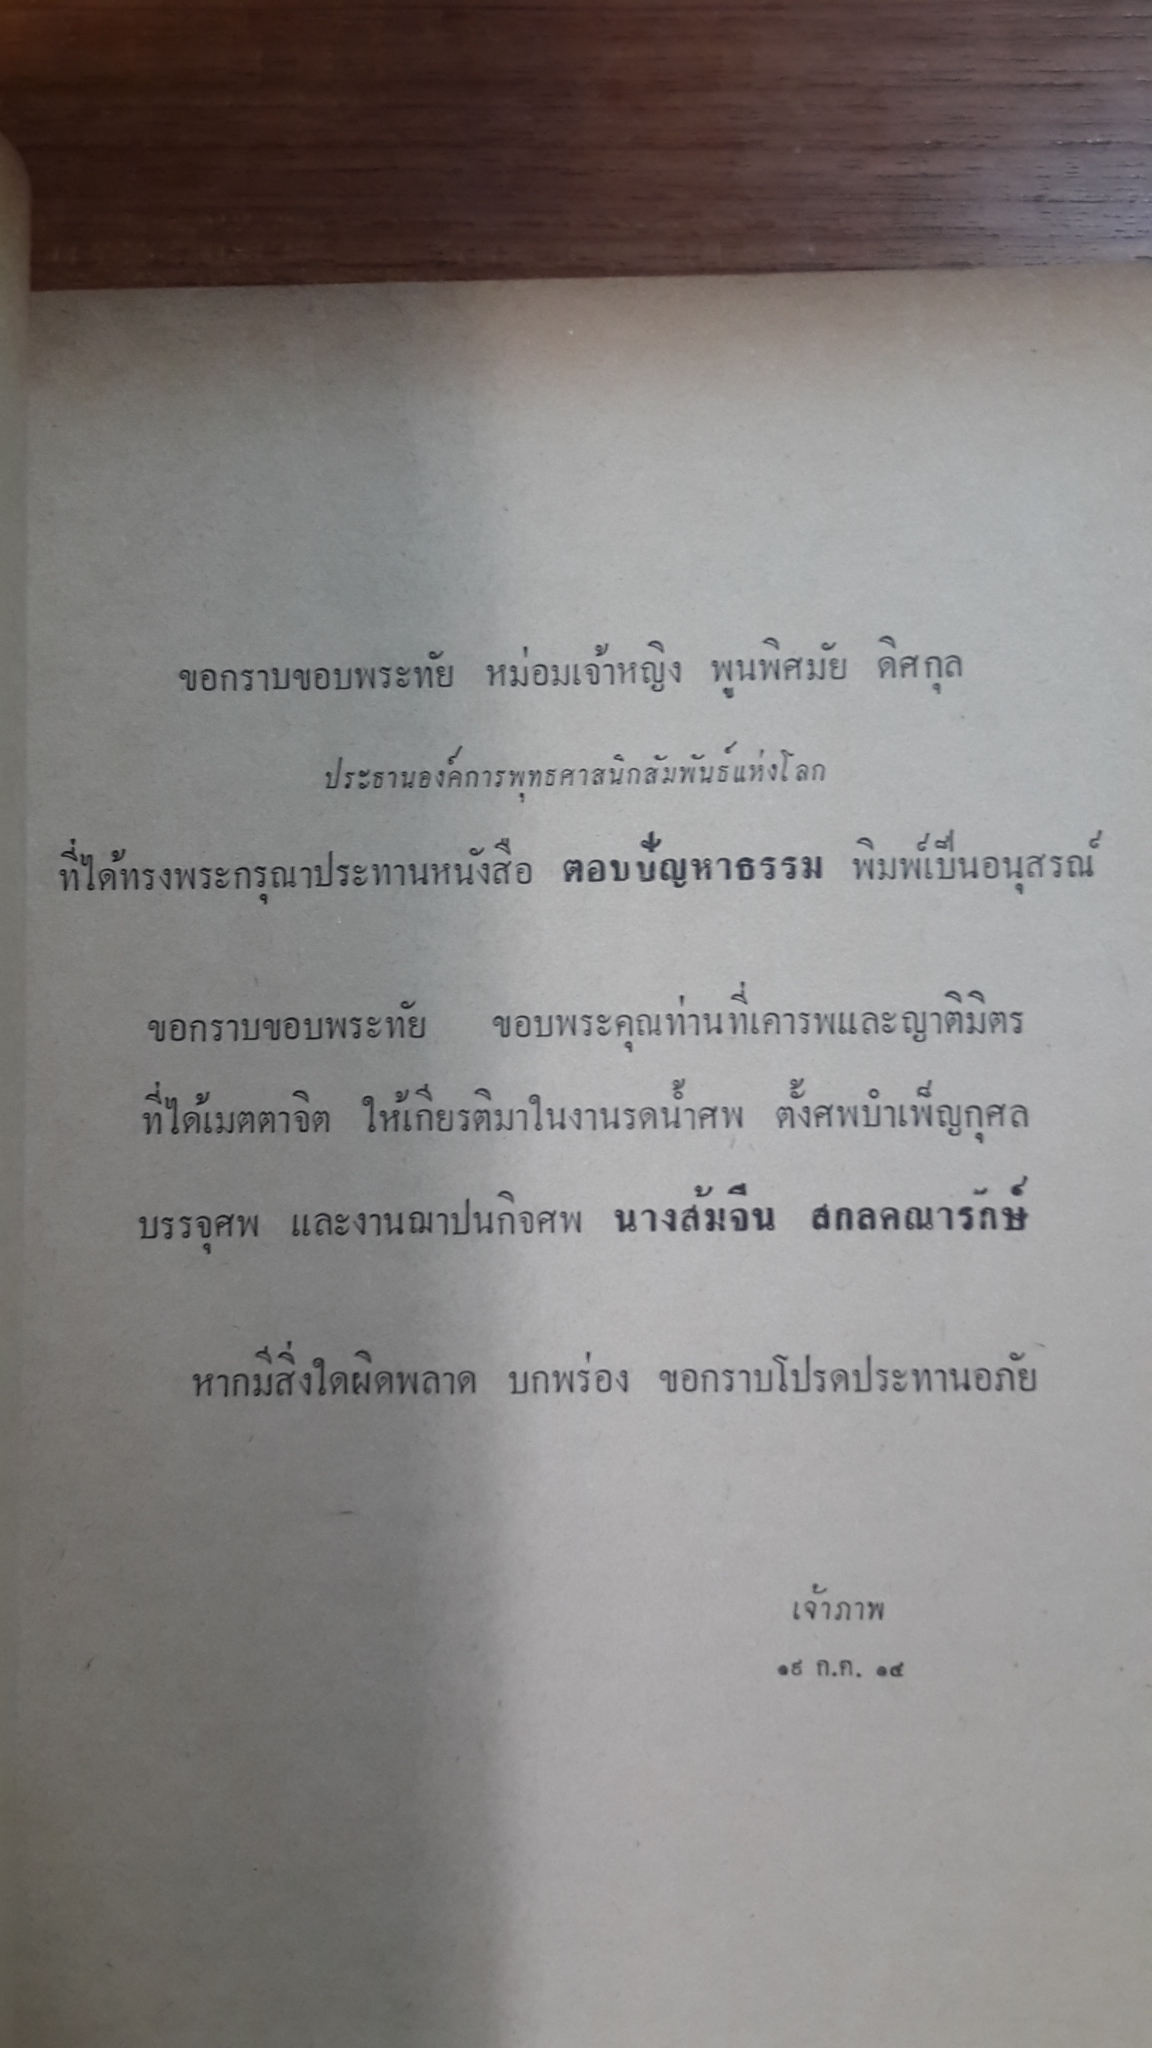 ขอกราบขอบพระทัย หม่อมเจ้าหญิง พูนพิศมัย ดิศกุล
ประธานองค์การพุทธศาสนิกสัมพันธ์แห่งโลก
ที่ได้ทรงพระกรุณาประทานหนังสือ ตอบปัญหาธรรม พิมพ์เป็นอนุสรณ์
ขอกราบขอบพระทัย ขอบพระคุณท่านที่เคารพและญาติมิตร
ที่ได้เมตตาจิต ให้เกียรติมาในงานรดน้ำศพ ตั้งศพบำเพ็ญกุศล
บรรจุศพ และงานฌาปนกิจศพ นางส้มจีน สกลคณารักษ์
หากมีสิ่งใดผิดพลาด บกพร่อง ขอกราบโปรดประทานอภัย
เจ้าภาพ
๑๙ ก.ค. ๑๔